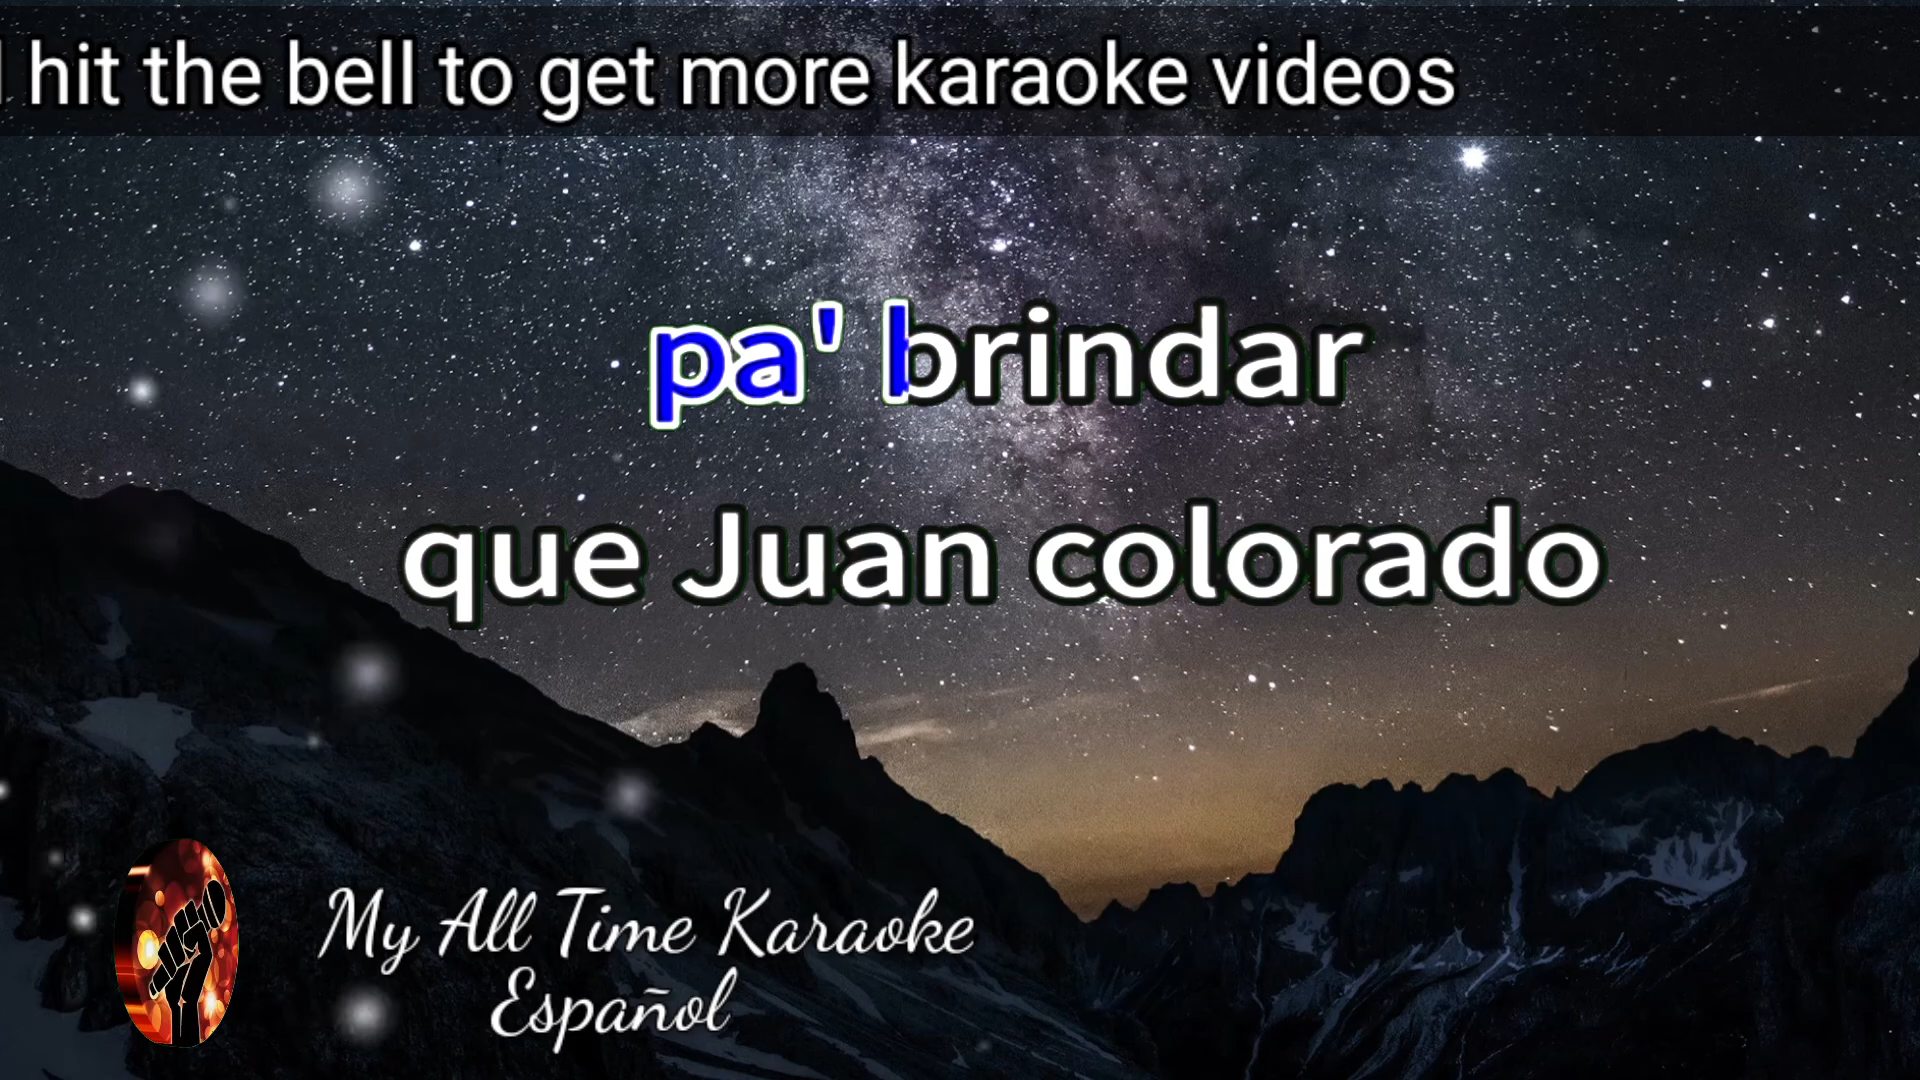 hit the bell to get more karaoke videos
pa' brindar
que Juan colorado
My All Time Karaoke
Español